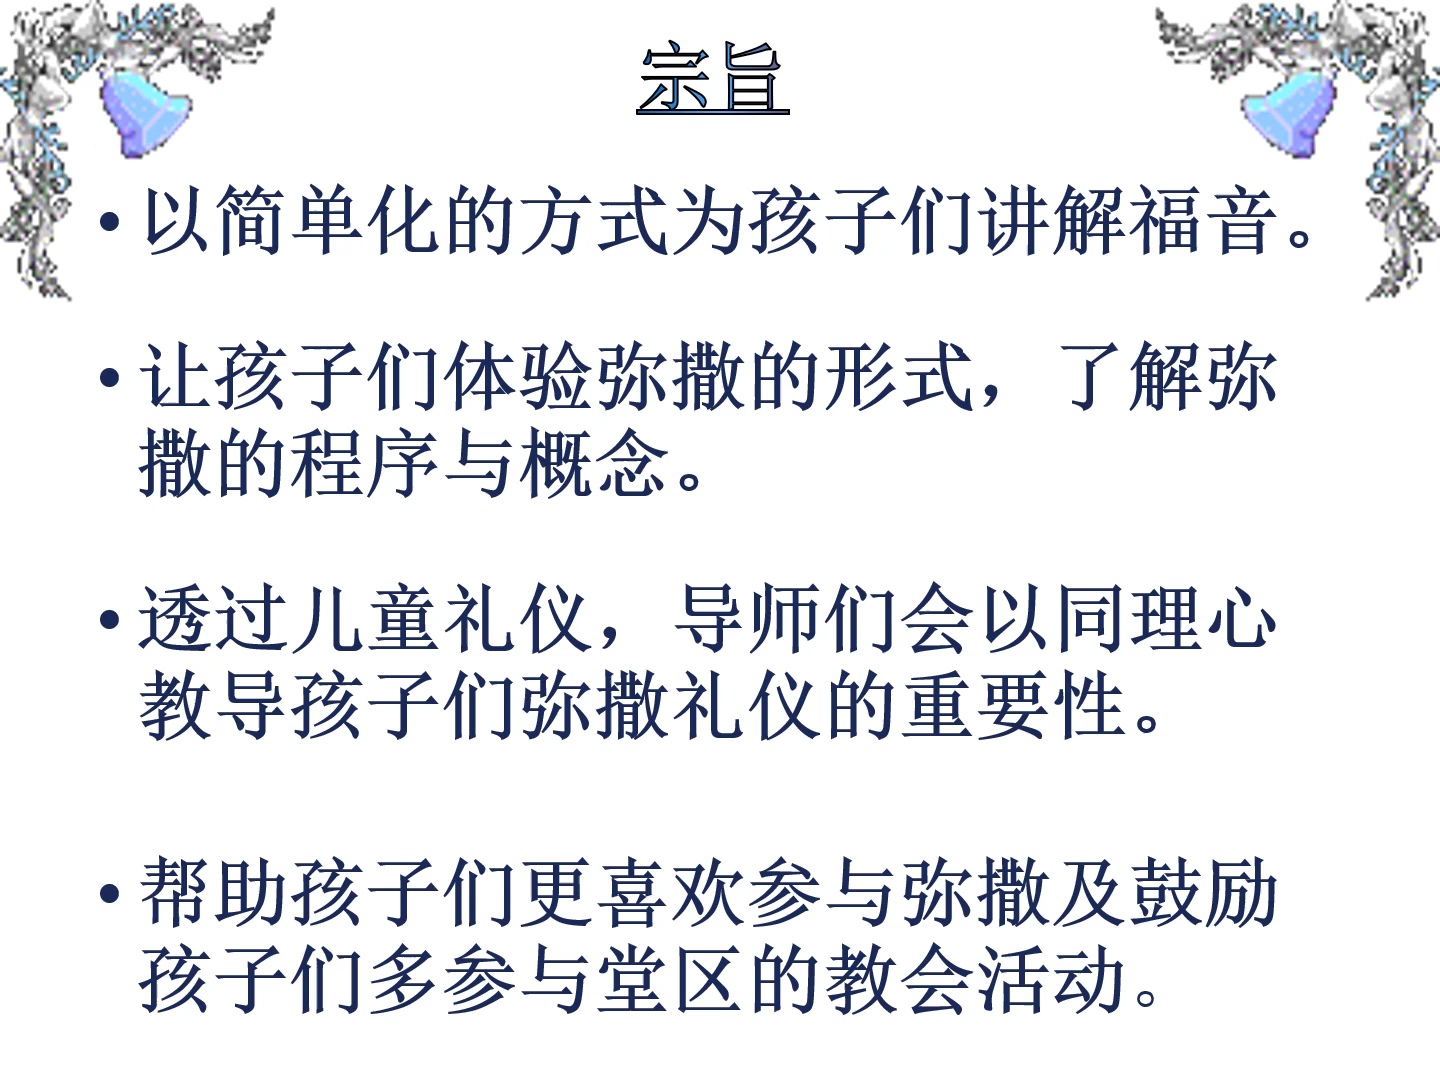 宗旨
• 以简单化的方式为孩子们讲解福音。
• 让孩子们体验弥撒的形式，了解弥
撒的程序与概念。
• 透过儿童礼仪，导师们会以同理心
教导孩子们弥撒礼仪的重要性。
• 帮助孩子们更喜欢参与弥撒及鼓励
孩子们多参与堂区的教会活动。